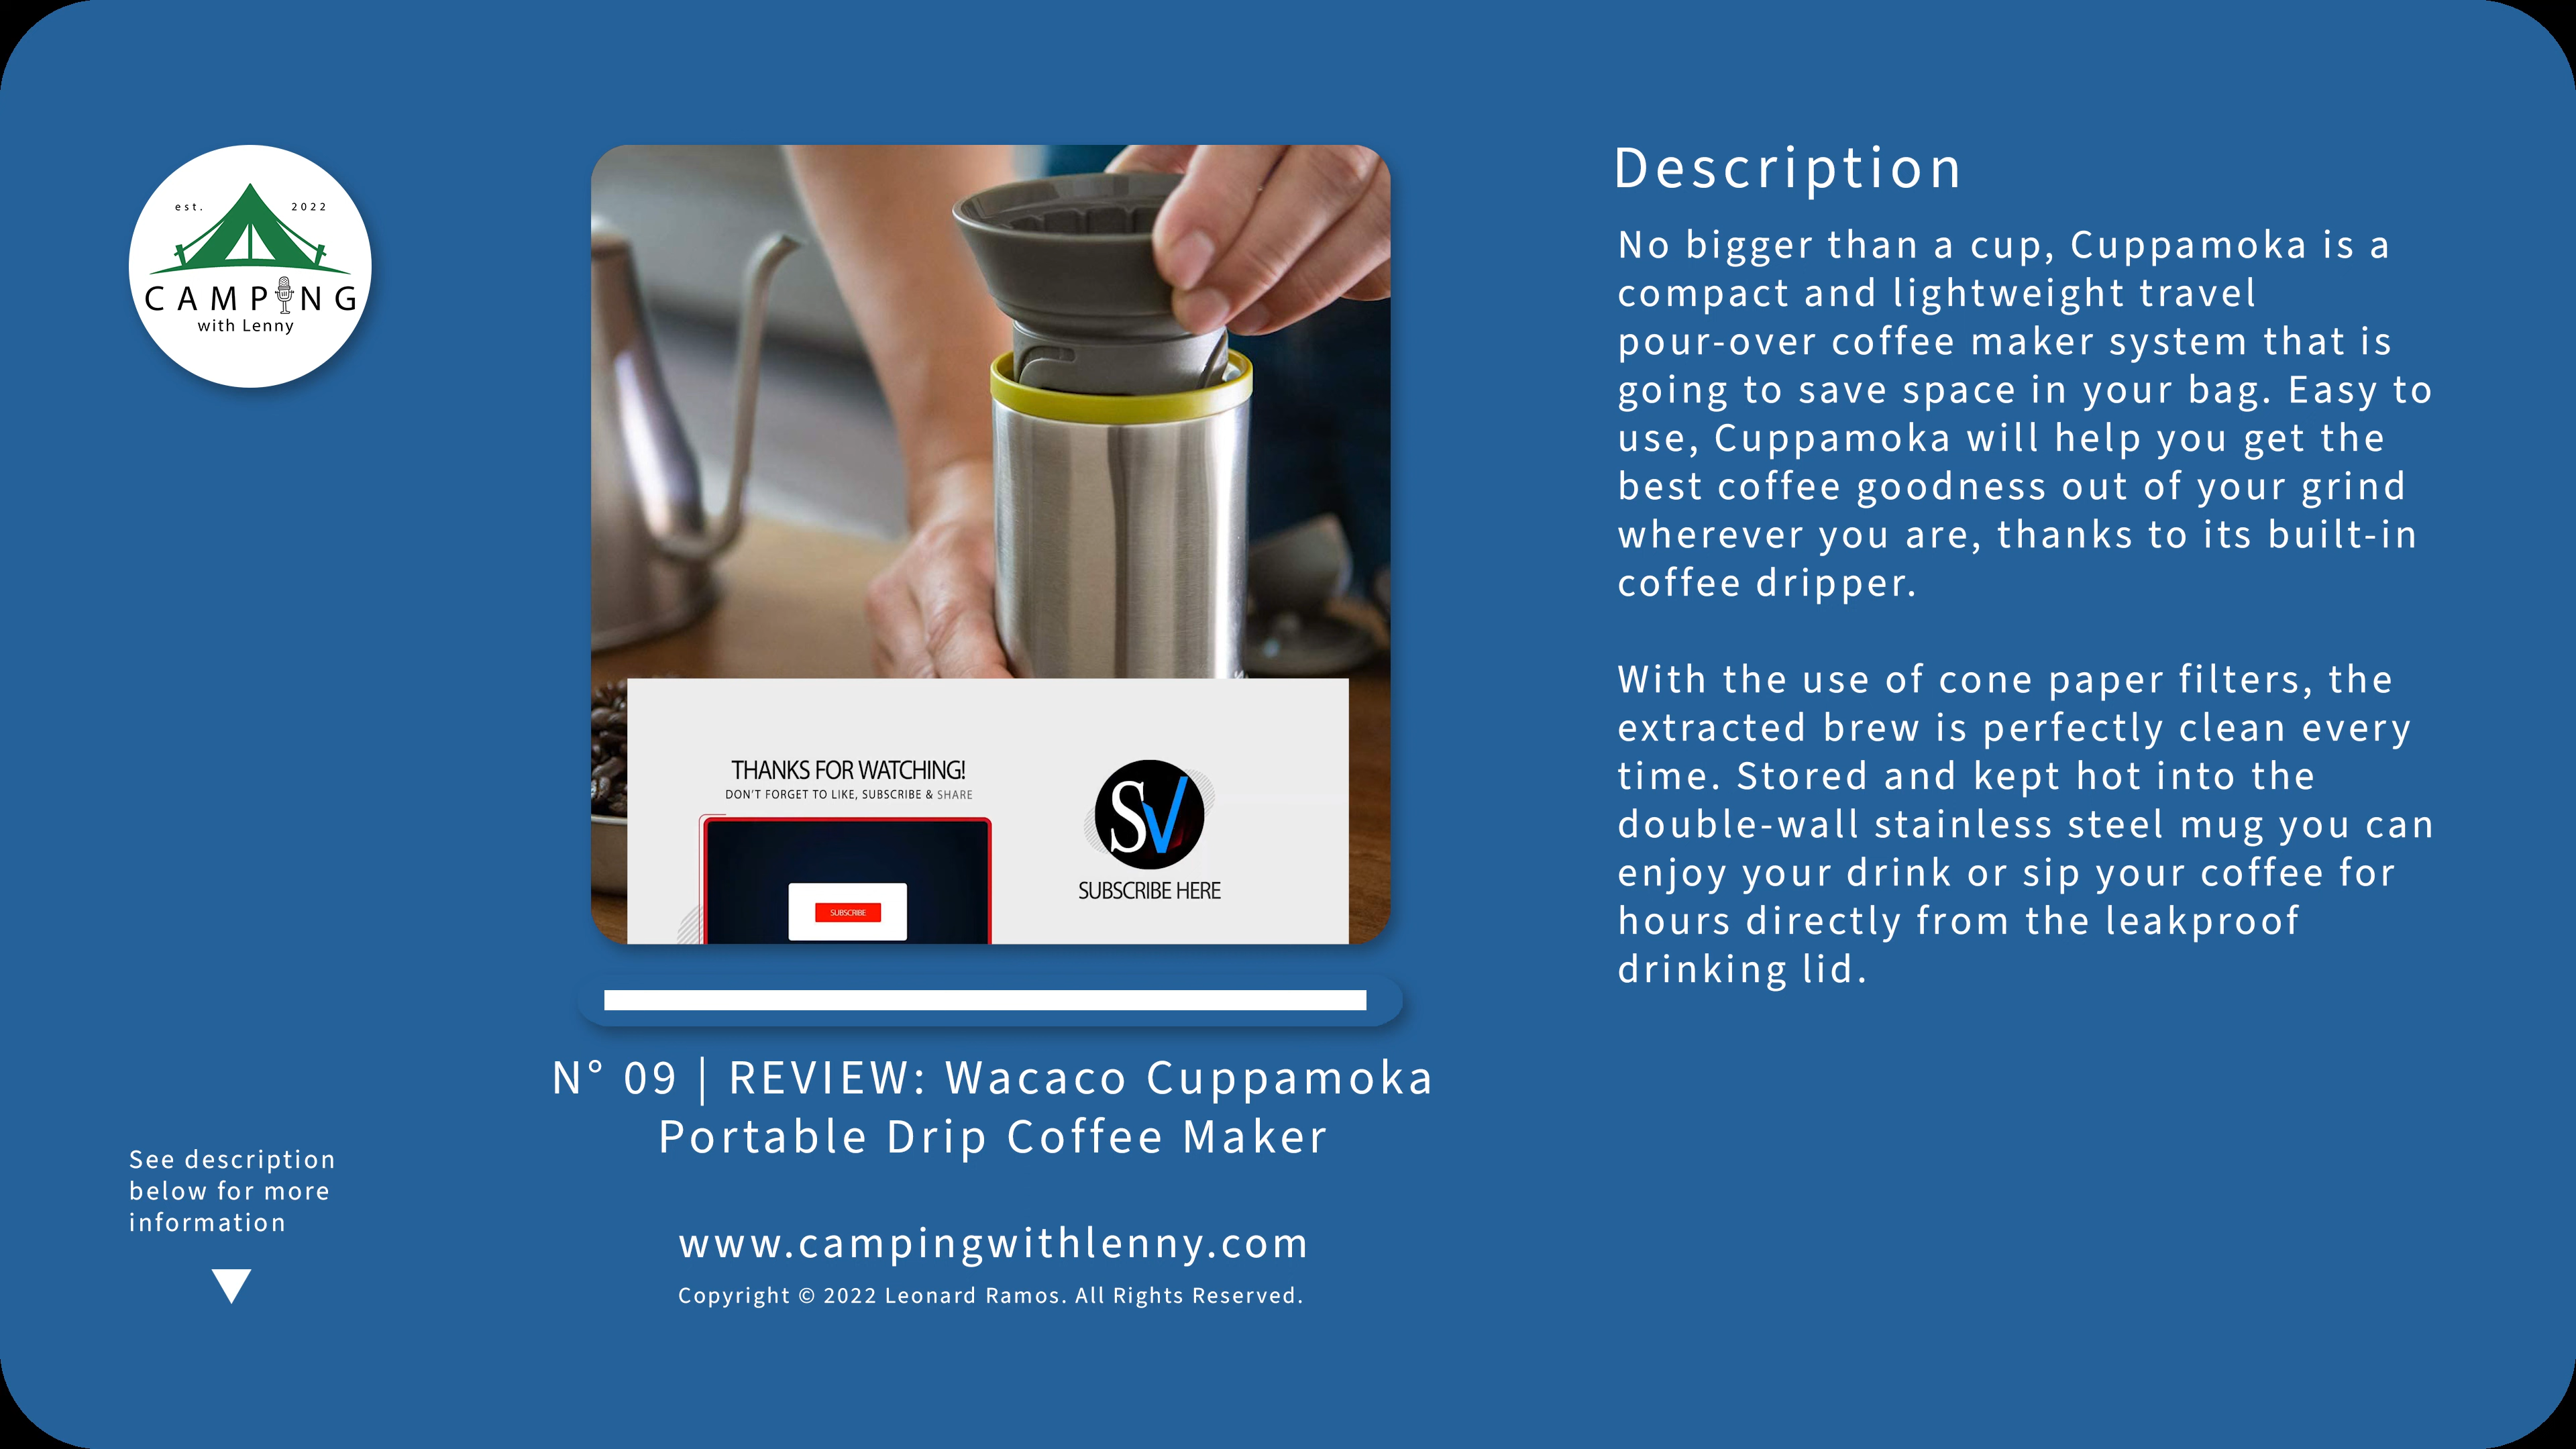 est. 2022
CAMPING
with Lenny
See description
below for more
information
THANKS FOR WATCHING!
DON'T FORGET TO LIKE, SUBSCRIBE & SHARE
SUBSCRIBE
SV
SUBSCRIBE HERE
N° 09 | REVIEW: Wacaco Cuppamoka
Portable Drip Coffee Maker
www.campingwithlenny.com
Copyright © 2022 Leonard Ramos. All Rights Reserved.
Description
No bigger than a cup, Cuppamoka is a
compact and lightweight travel
pour-over coffee maker system that is
going to save space in your bag. Easy to
use, Cuppamoka will help you get the
best coffee goodness out of your grind
wherever you are, thanks to its built-in
coffee dripper.
With the use of cone paper filters, the
extracted brew is perfectly clean every
time. Stored and kept hot into the
double-wall stainless steel mug you can
enjoy your drink or sip your coffee for
hours directly from the leakproof
drinking lid.